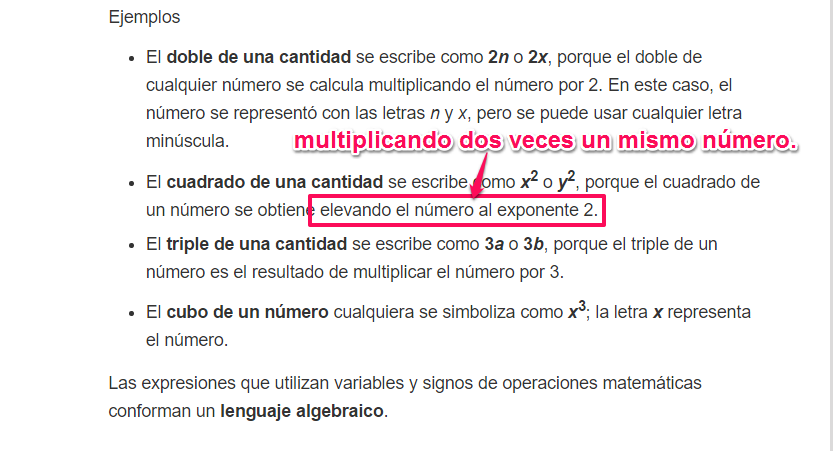 Ejemplos
• El doble de una cantidad se escribe como 2n o 2x, porque el doble de
cualquier número se calcula multiplicando el número por 2. En este caso, el
número se representó con las letras n y x, pero se puede usar cualquier letra
minúscula.
multiplicando dos veces un mismo número.
• El cuadrado de una cantidad se escribe como x² o y², porque el cuadrado de
un número se obtiene elevando el número al exponente 2.
• El triple de una cantidad se escribe como 3a o 3b, porque el triple de un
número es el resultado de multiplicar el número por 3.
• El cubo de un número cualquiera se simboliza como x³; la letra x representa
el número.
Las expresiones que utilizan variables y signos de operaciones matemáticas
conforman un lenguaje algebraico.